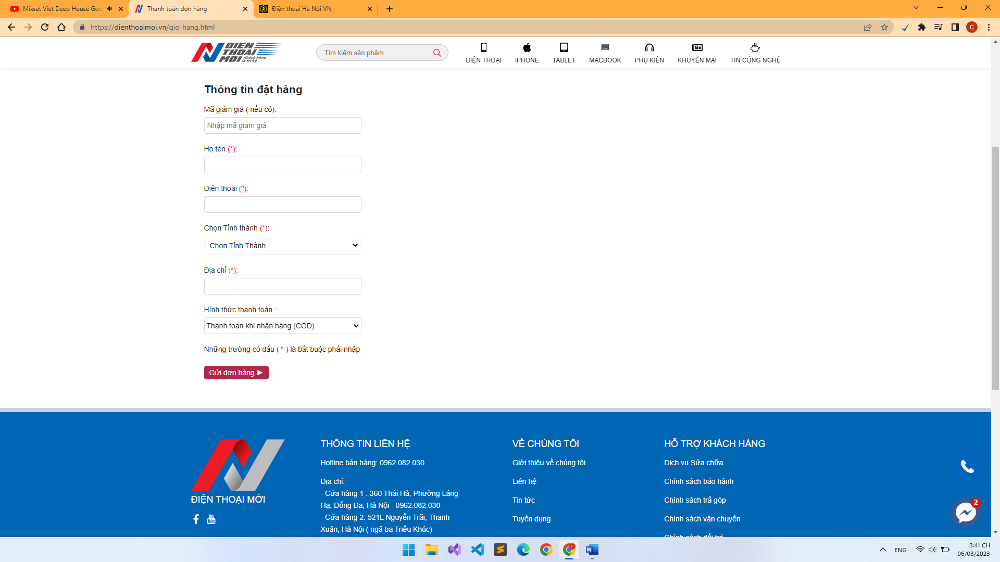 Mixset Viet Deep House Goo
Thanh toán đơn hàng
Điện thoại Hà Nội VN
https://dienthoaimoi.vn/gio-hang.html
C
ĐIỆN THOẠI MỚI
Khách hàng là tri kỷ
Tìm kiếm sản phẩm
ĐIỆN THOẠI
IPHONE
TABLET
MACBOOK
PHỤ KIỆN
KHUYẾN MẠI
TIN CÔNG NGHỆ
Thông tin đặt hàng
Mã giảm giá ( nếu có):
Nhập mã giảm giá
Họ tên (*):
Điện thoại (*):
Chọn Tỉnh thành (*):
Chọn Tỉnh Thành
Địa chỉ (*):
Hình thức thanh toán :
Thanh toán khi nhận hàng (COD)
Những trường có dấu ( * ) là bắt buộc phải nhập
Gửi đơn hàng ►
ĐIỆN THOẠI MỚI
You Tube
THÔNG TIN LIÊN HỆ
Hotline bán hàng: 0962.082.030
Địa chỉ:
- Cửa hàng 1 : 360 Thái Hà, Phường Láng
Hạ, Đống Đa, Hà Nội - 0962.082.030
- Cửa hàng 2: 521L Nguyễn Trãi, Thanh
Xuân, Hà Nội ( ngã ba Triều Khúc) -
VỀ CHÚNG TÔI
Giới thiệu về chúng tôi
Liên hệ
Tin tức
Tuyển dụng
HỖ TRỢ KHÁCH HÀNG
Dịch vụ Sửa chữa
Chính sách bảo hành
Chính sách trả góp
Chính sách vận chuyển
Chính sách đổi trả
2
ENG
3:41 CH
06/03/2023